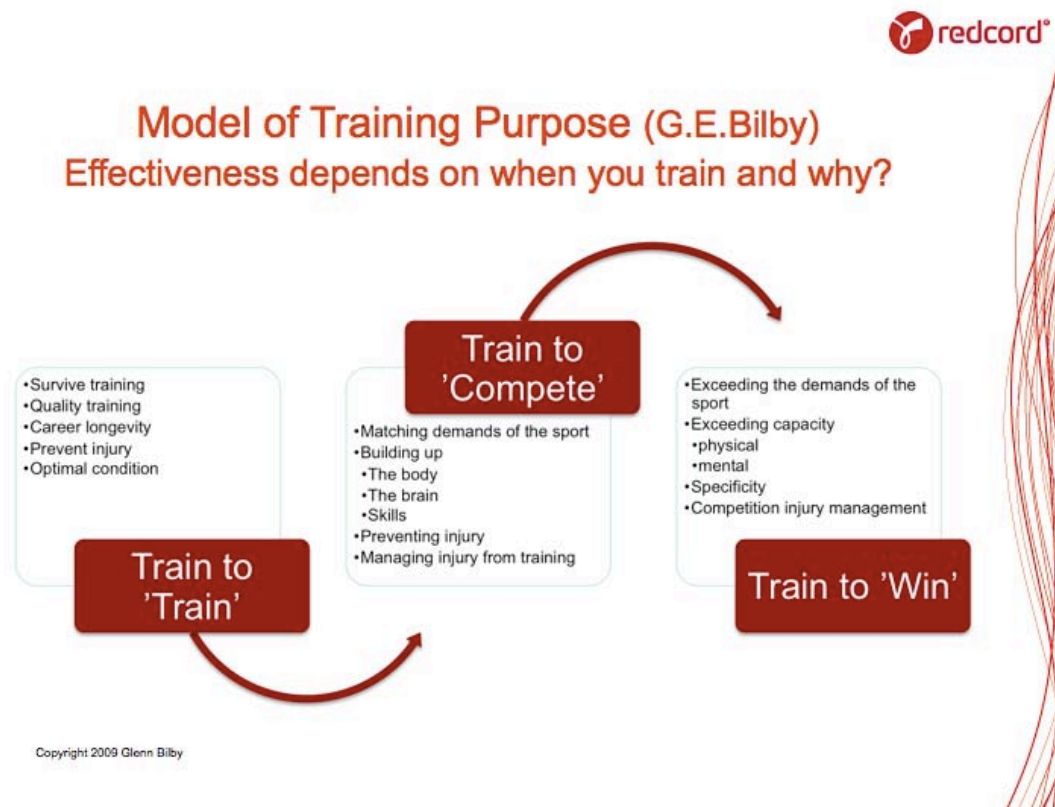 redcord®
Model of Training Purpose (G.E.Bilby)
Effectiveness depends on when you train and why?
•Survive training
•Quality training
•Career longevity
•Prevent injury
•Optimal condition
Train to
’Train’
Train to
’Compete’
•Matching demands of the sport
•Building up
•The body
•The brain
•Skills
•Preventing injury
•Managing injury from training
•Exceeding the demands of the
sport
•Exceeding capacity
•physical
•mental
•Specificity
•Competition injury management
Train to ’Win’
Copyright 2009 Glenn Bilby